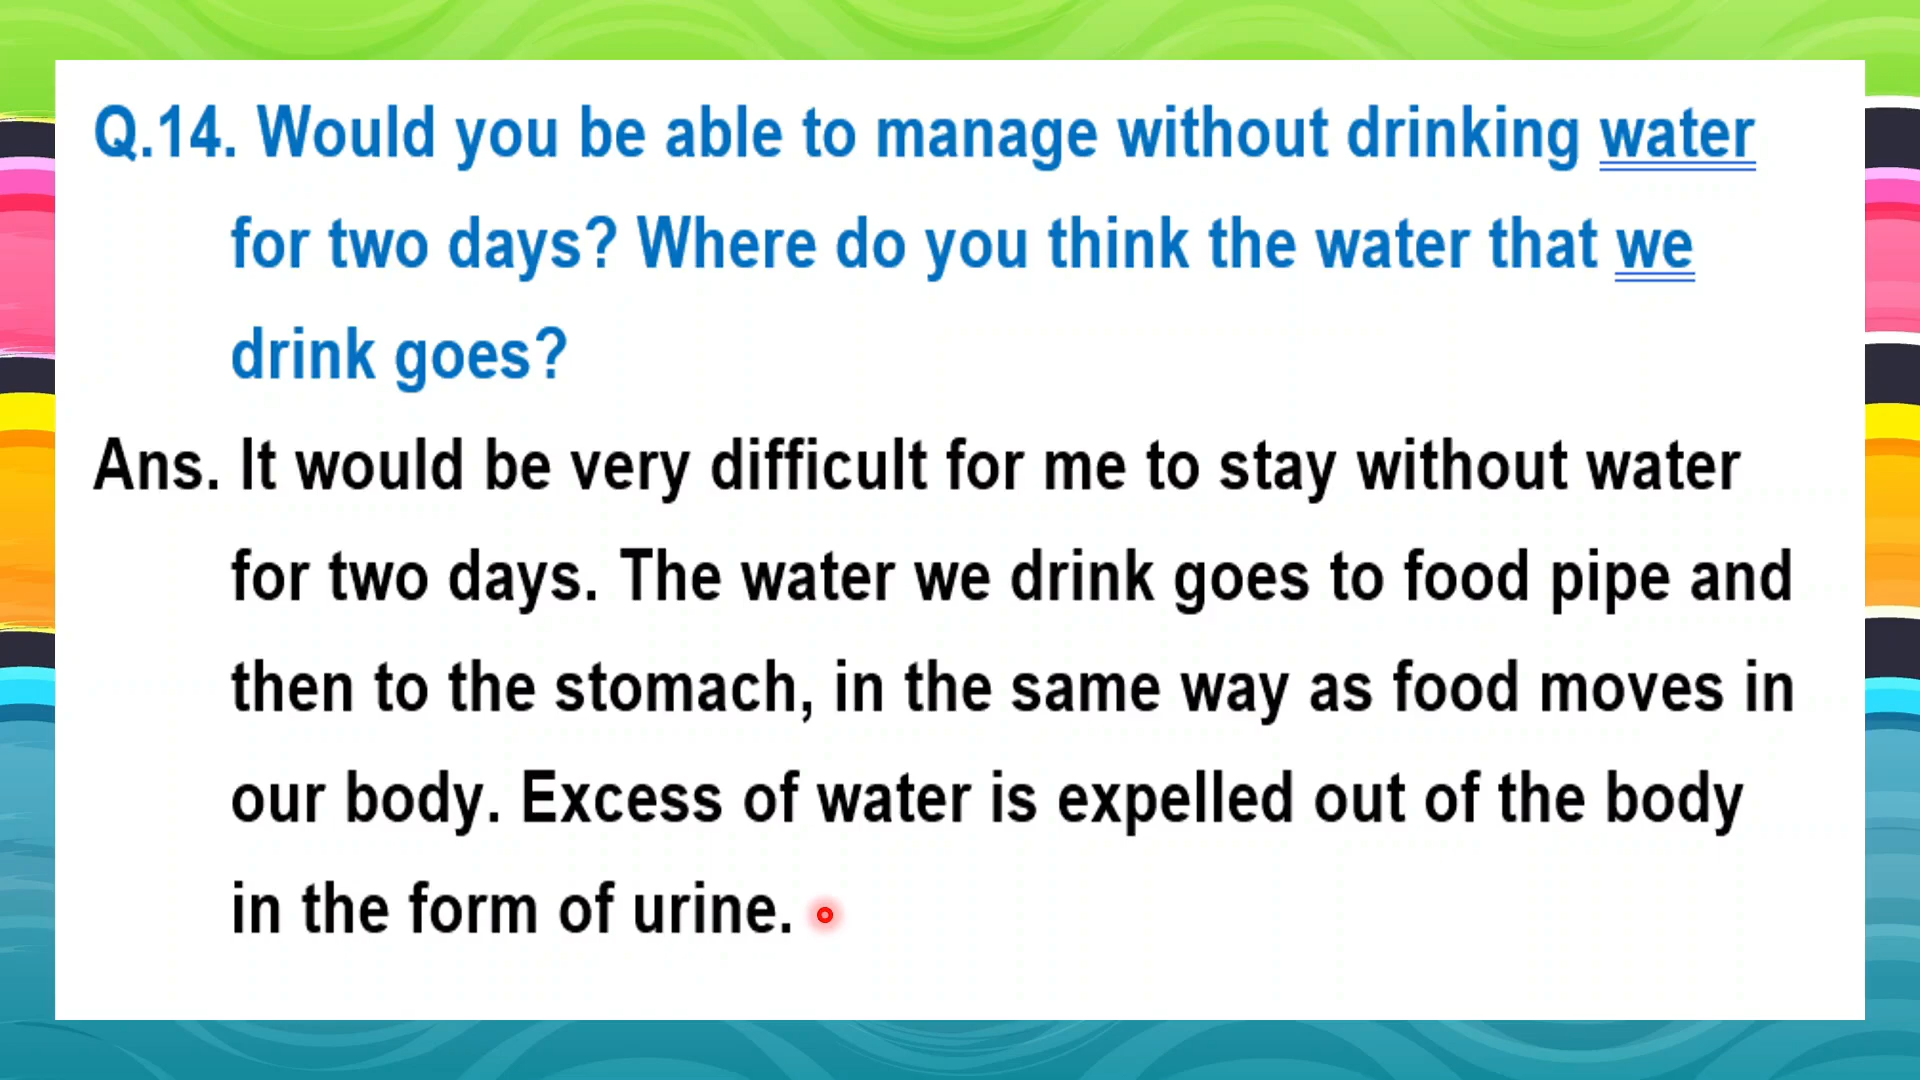 Q.14. Would you be able to manage without drinking water
for two days? Where do you think the water that we
drink goes?
Ans. It would be very difficult for me to stay without water
for two days. The water we drink goes to food pipe and
then to the stomach, in the same way as food moves in
our body. Excess of water is expelled out of the body
in the form of urine.